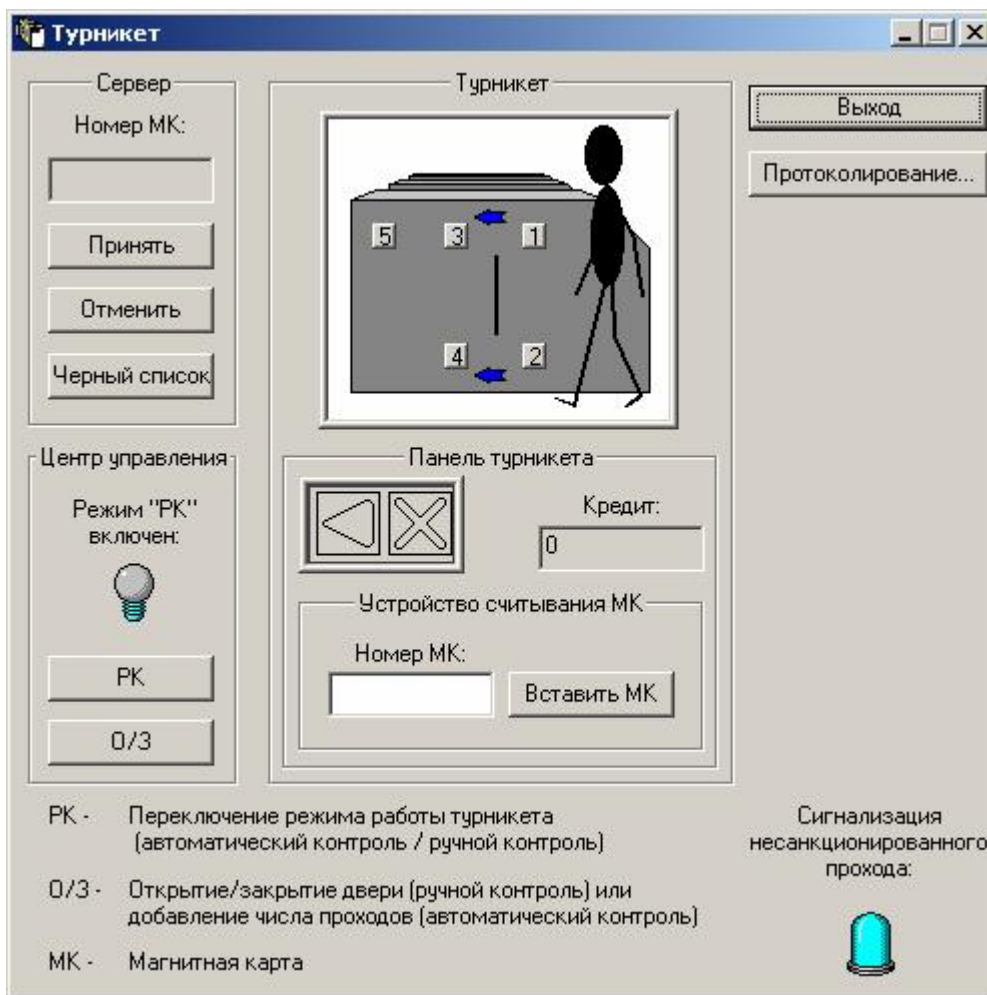 Турникет
Сервер
Номер МК:
Принять
Отменить
Черный список
Центр управления
Режим "РК"
включен:
РК
О/З
Турникет
5
3
1
4
2
Панель турникета
Кредит:
0
Устройство считывания МК
Номер МК:
Вставить МК
Выход
Протоколирование...
РК - Переключение режима работы турникета
(автоматический контроль / ручной контроль)
О/З - Открытие/закрытие двери (ручной контроль) или
добавление числа проходов (автоматический контроль)
МК - Магнитная карта
Сигнализация
несанкционированного
прохода: